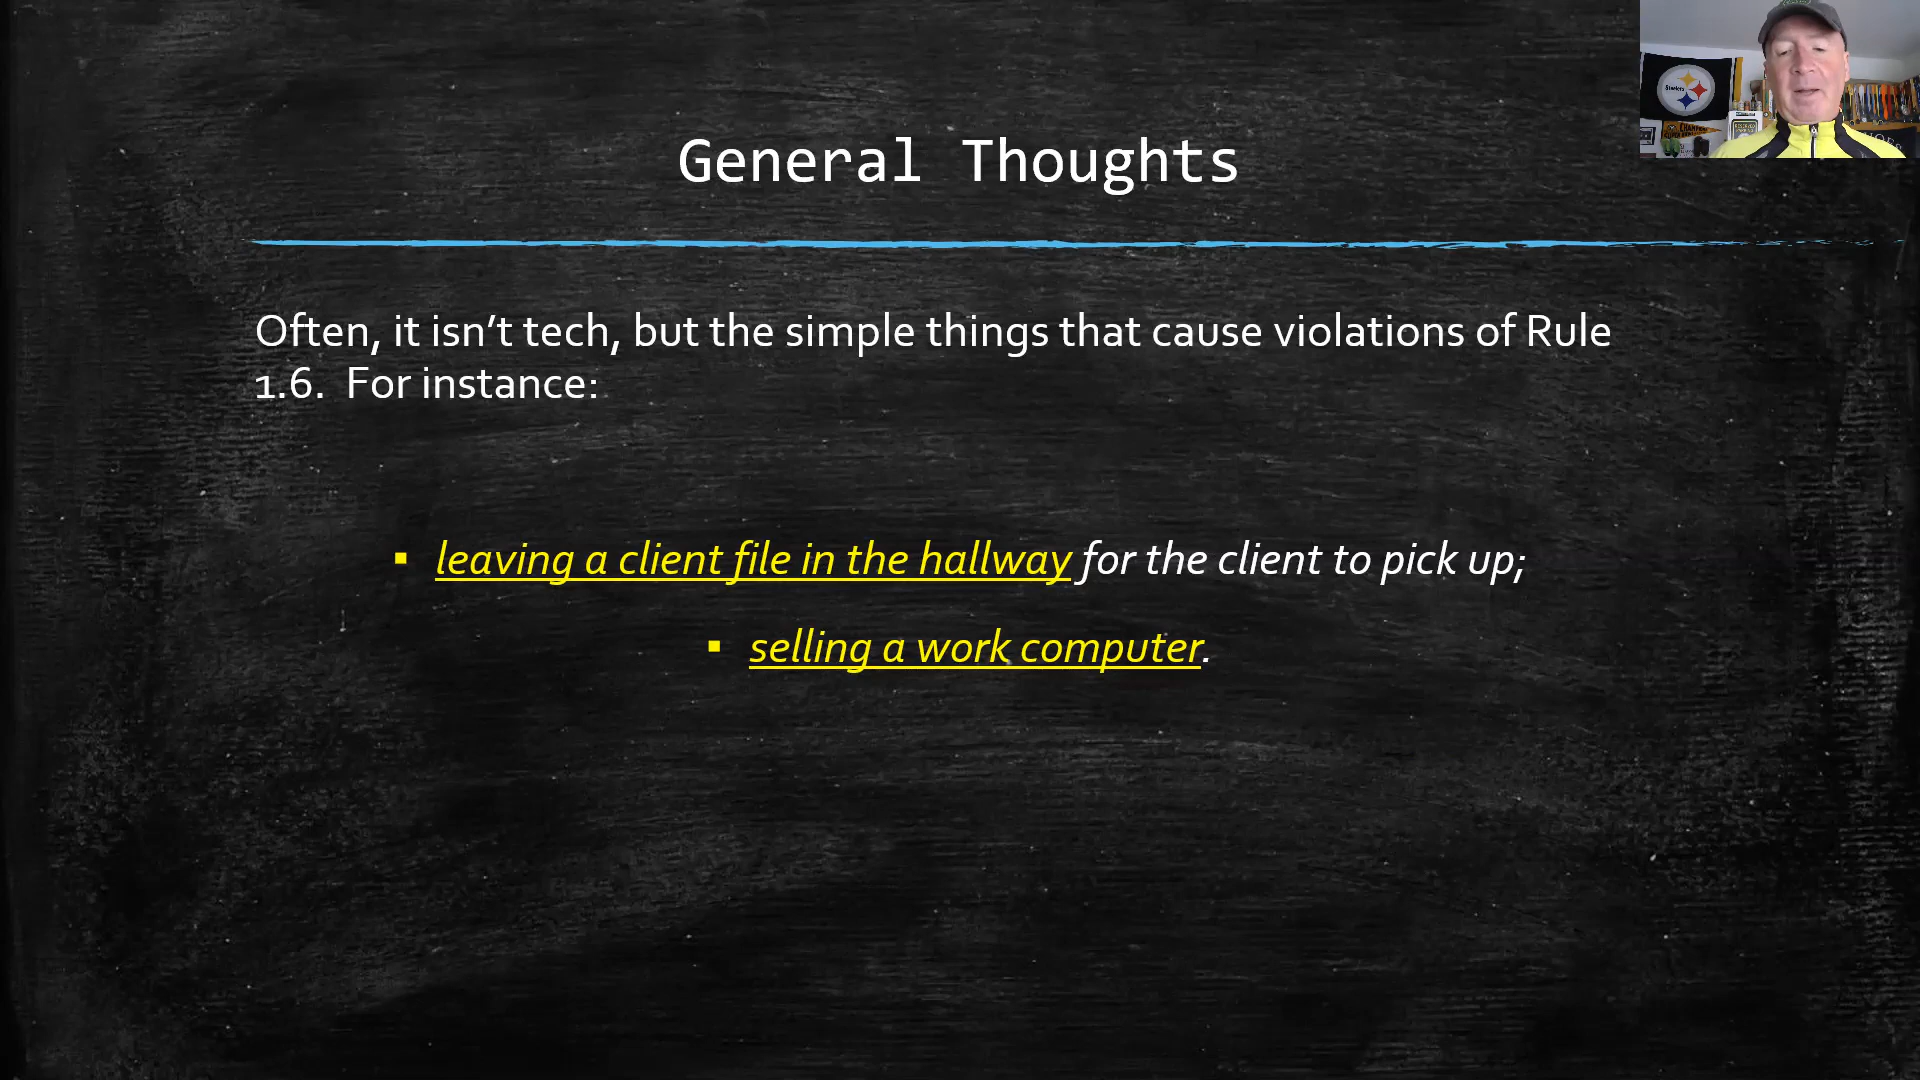 General Thoughts
Often, it isn’t tech, but the simple things that cause violations of Rule
1.6.  For instance:
▪ leaving a client file in the hallway for the client to pick up;
▪ selling a work computer.
Steelers